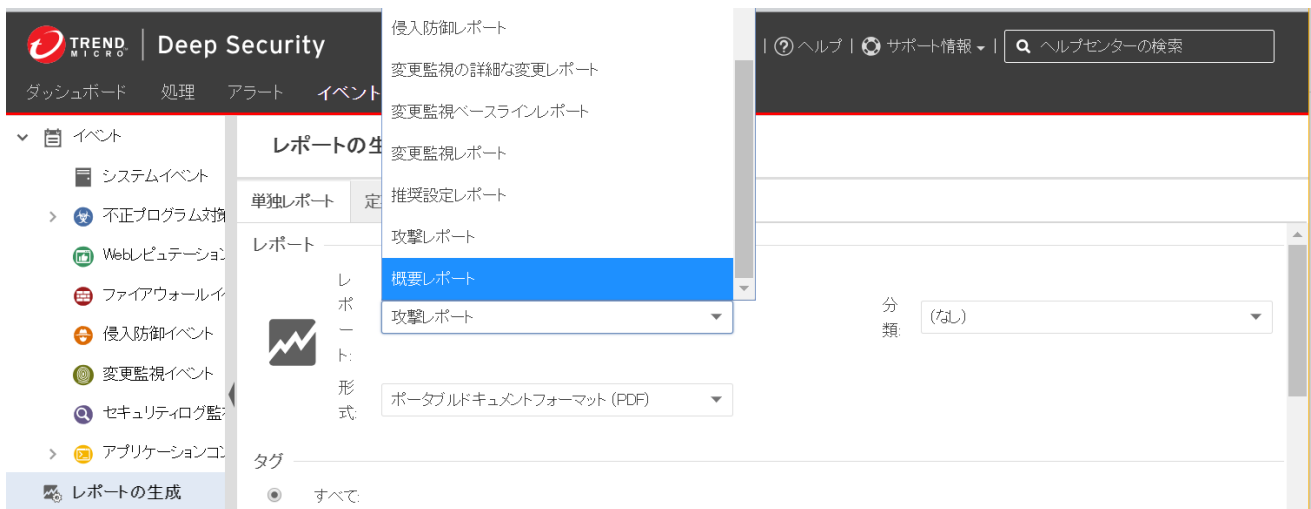 TREND MICRO | Deep Security
| ? ヘルプ | サポート情報 | ヘルプセンターの検索
ダッシュボード 処理 アラート イベント
イベント
システムイベント
不正プログラム対策
Webレピュテーション
ファイアウォールイ
侵入防御イベント
変更監視イベント
セキュリティログ監
アプリケーションコン
レポートの生成
レポートの生
単独レポート 定
レポート
レポート:
侵入防御レポート
変更監視の詳細な変更レポート
変更監視ベースラインレポート
変更監視レポート
推奨設定レポート
攻撃レポート
概要レポート
攻撃レポート
分類:
(なし)
形式:
ポータブルドキュメントフォーマット (PDF)
タグ
すべて: